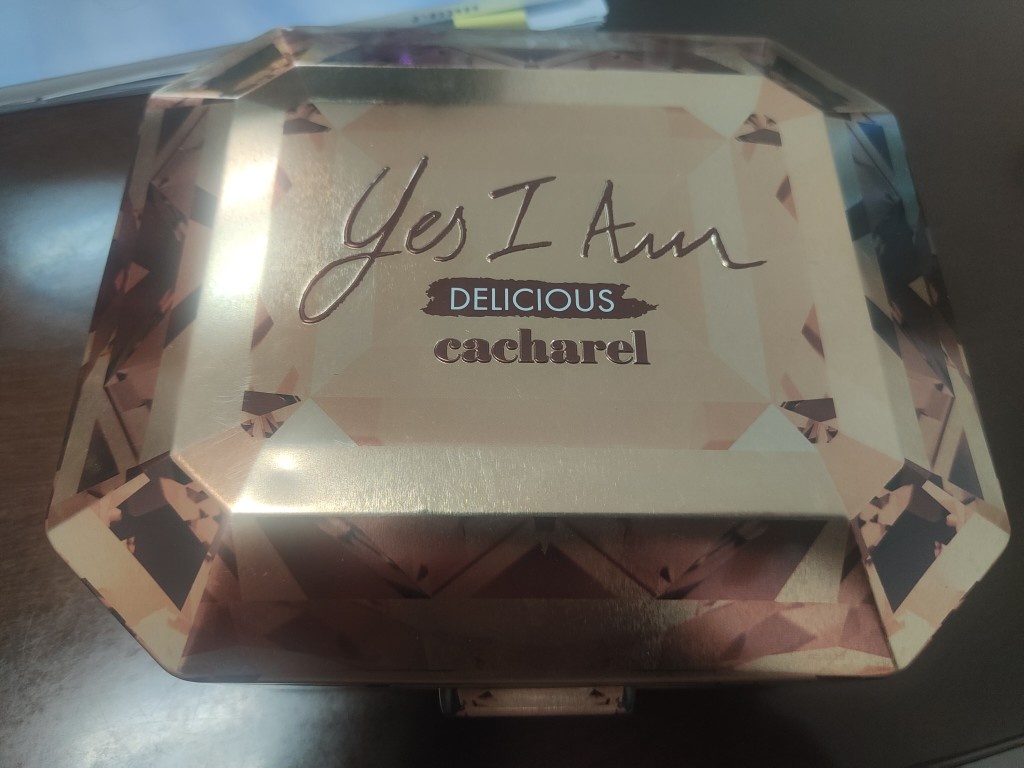 Yes I Am
DELICIOUS
cacharel